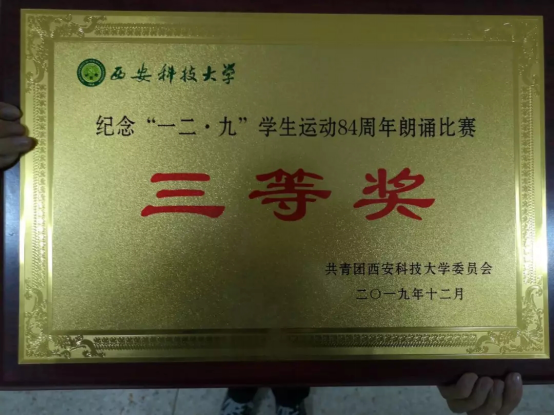 西安科技大学
纪念“一二·九”学生运动84周年朗诵比赛
三等奖
共青团西安科技大学委员会
二〇一九年十二月